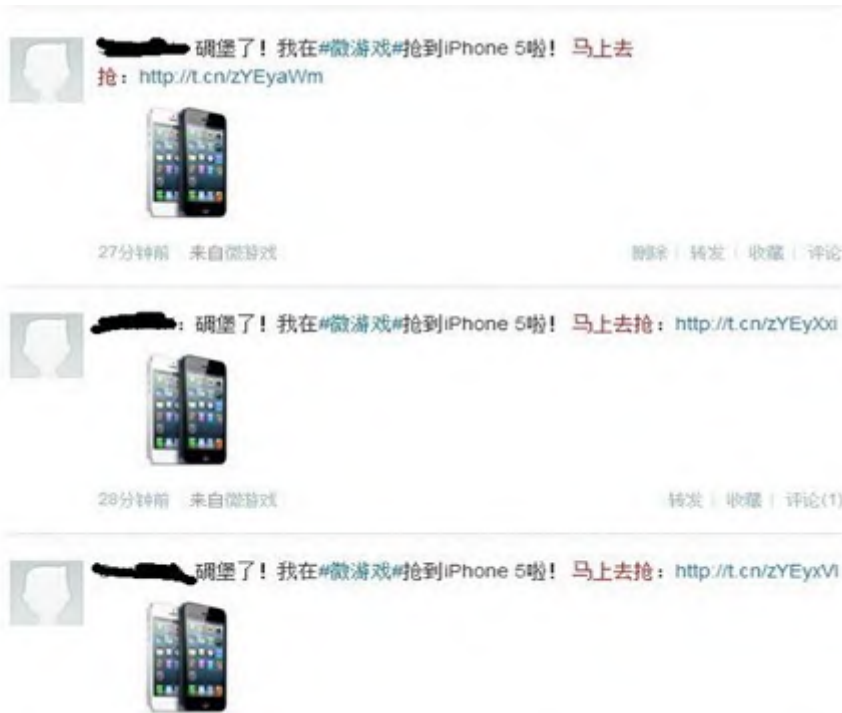 碉堡了！我在#微游戏#抢到iPhone 5啦！ 马上去
抢：http://t.cn/zYEyaWm
27分钟前 来自微游戏
删除 | 转发 | 收藏 | 评论
：碉堡了！我在#微游戏#抢到iPhone 5啦！ 马上去抢：http://t.cn/zYEyXxi
28分钟前 来自微游戏
转发 | 收藏 | 评论(1)
碉堡了！我在#微游戏#抢到iPhone 5啦！ 马上去抢：http://t.cn/zYEyxVl